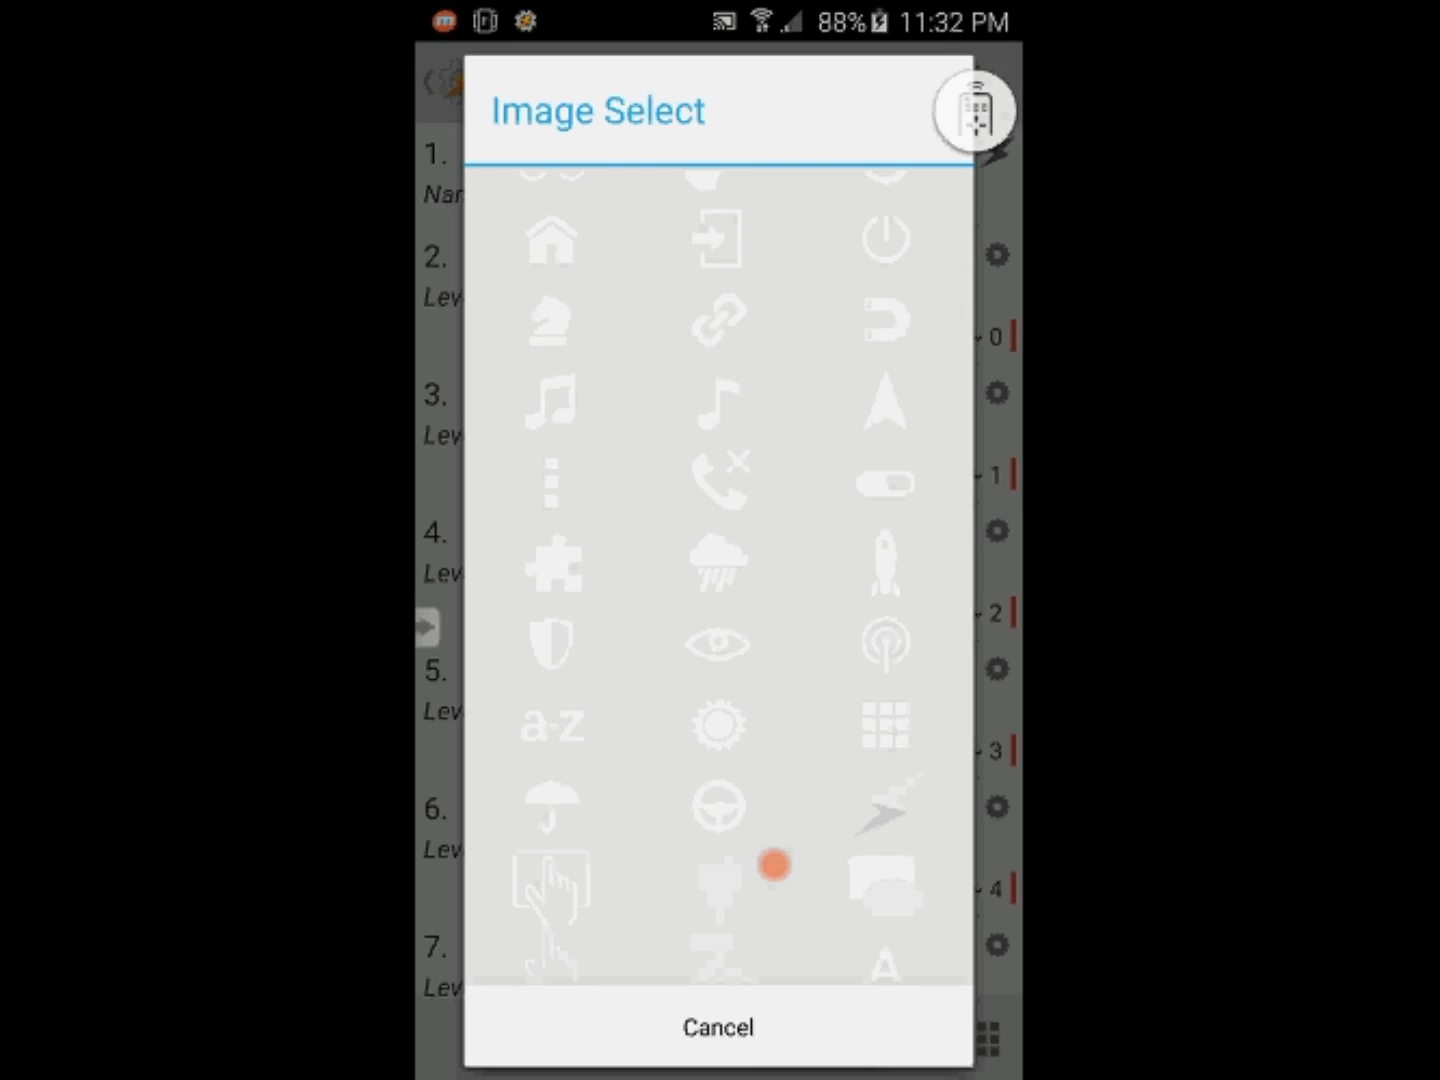 88% 11:32 PM
Image Select
1.
Nar
2.
Lev
0
3.
Lev
1
4.
Lev
2
5.
Lev
a-z
3
6.
Lev
4
7.
A
Lev
Cancel